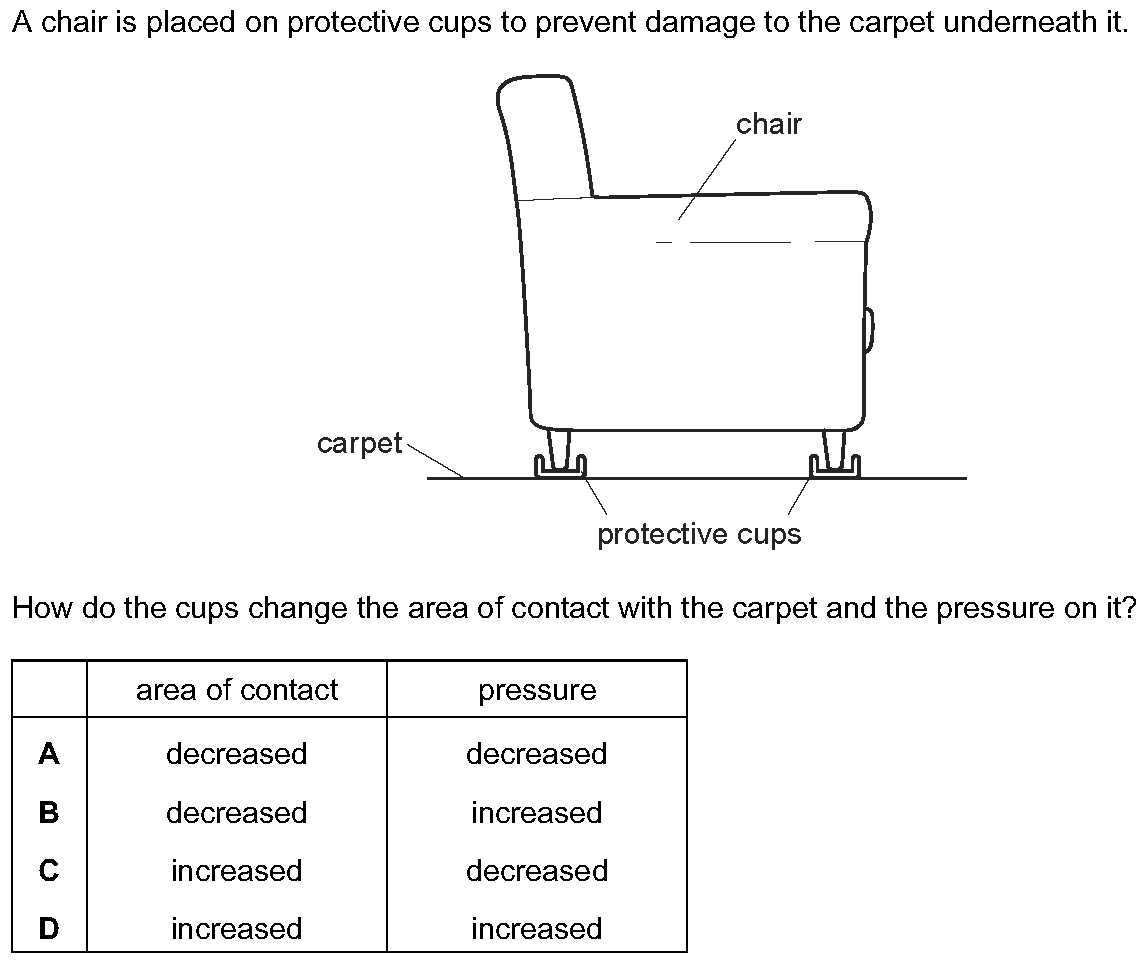 A chair is placed on protective cups to prevent damage to the carpet underneath it.
chair
carpet
protective cups
How do the cups change the area of contact with the carpet and the pressure on it?
area of contact pressure
A decreased decreased
B decreased increased
C increased decreased
D increased increased